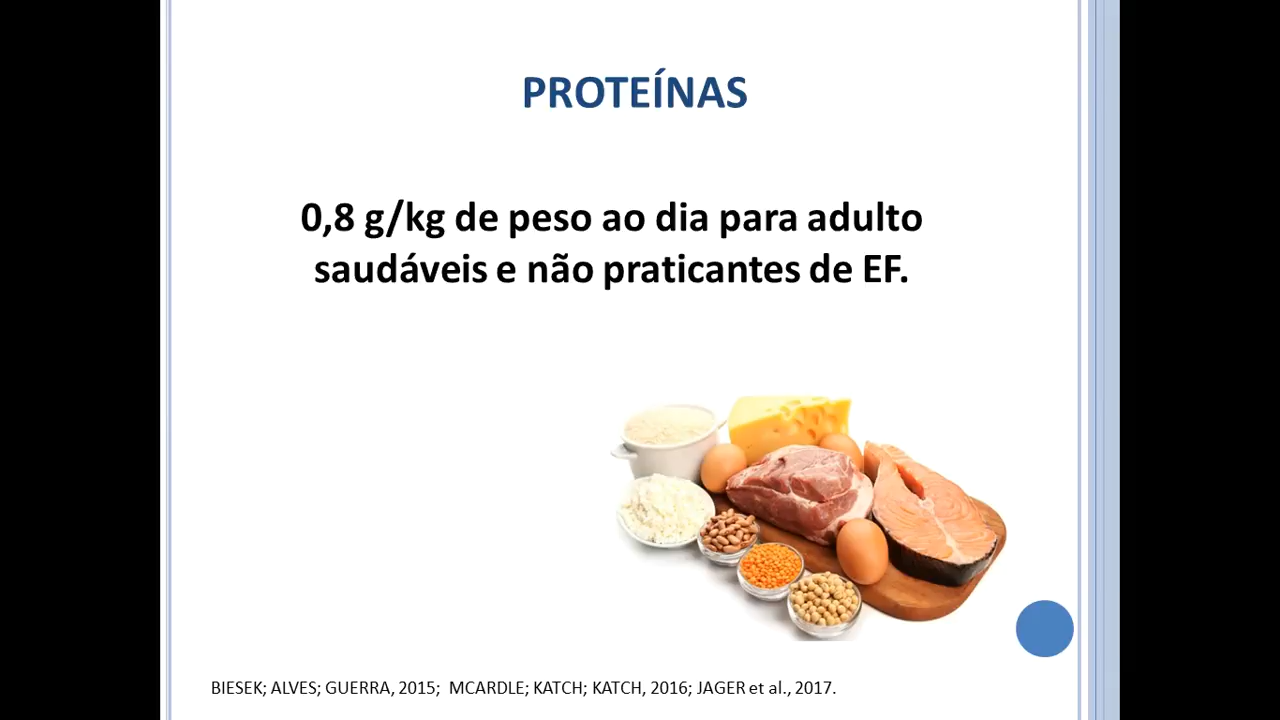 PROTEÍNAS
0,8 g/kg de peso ao dia para adulto
saudáveis e não praticantes de EF.
BIESEK; ALVES; GUERRA, 2015;  MCARDLE; KATCH; KATCH, 2016; JAGER et al., 2017.